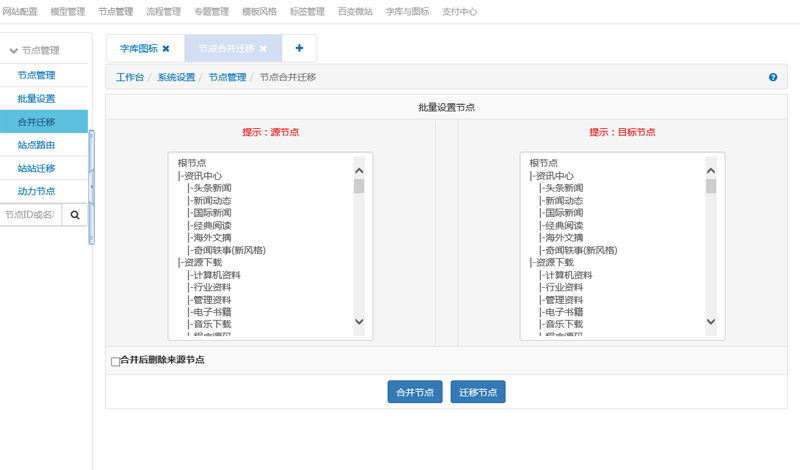 网站配置 模型管理 节点管理 流程管理 专题管理 模板风格 标签管理 百变微站 字库与图标 支付中心
节点管理
节点管理
批量设置
合并迁移
站点路由
站站迁移
动力节点
节点ID或名称
字库图标 ✖ 节点合并迁移 ✖ +
工作台 / 系统设置 / 节点管理 / 节点合并迁移
批量设置节点
提示：源节点
根节点
|-资讯中心
|-头条新闻
|-新闻动态
|-国际新闻
|-经典阅读
|-海外文摘
|-奇闻轶事(新风格)
|-资源下载
|-计算机资料
|-行业资料
|-管理资料
|-电子书籍
|-音乐下载
提示：目标节点
根节点
|-资讯中心
|-头条新闻
|-新闻动态
|-国际新闻
|-经典阅读
|-海外文摘
|-奇闻轶事(新风格)
|-资源下载
|-计算机资料
|-行业资料
|-管理资料
|-电子书籍
|-音乐下载
合并后删除来源节点
合并节点 迁移节点